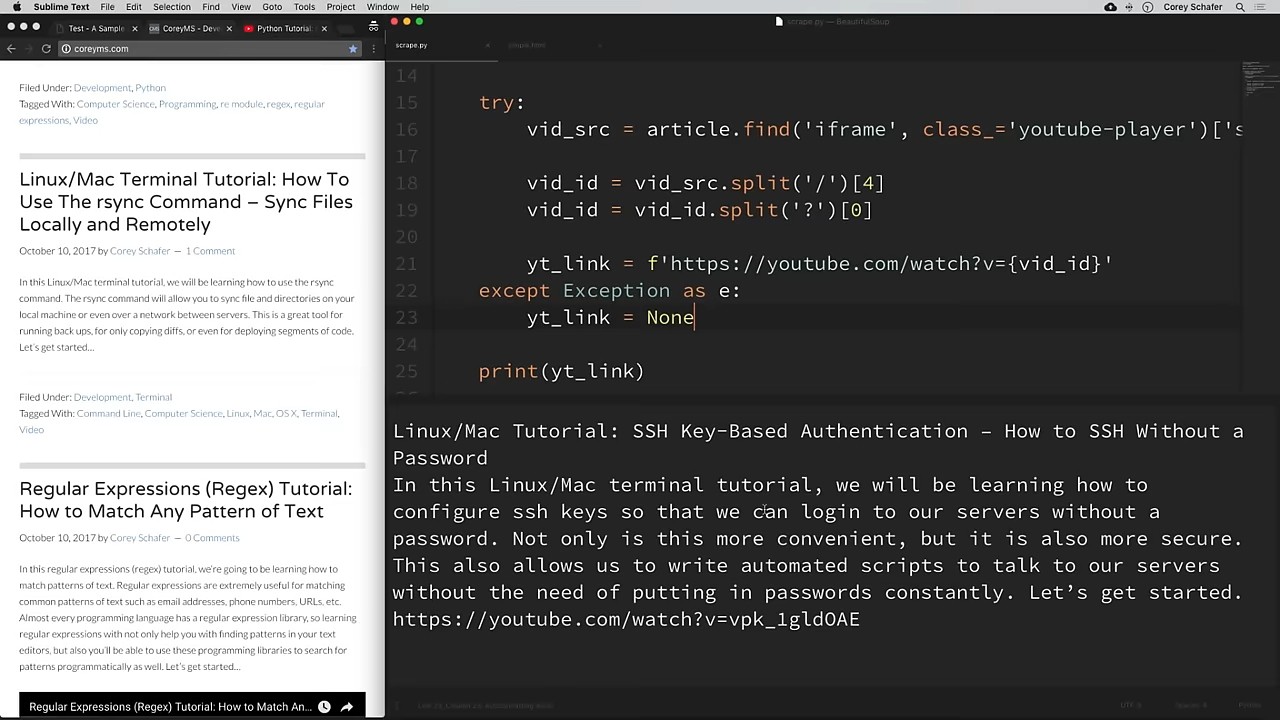 Sublime Text File Edit Selection Find View Goto Tools Project Window Help Corey Schafer
Test - A Sample
CoreyMS - Dev
Python Tutorial:
scrape.py — BeautifulSoup
coreyms.com
scrape.py
Filed Under: Development, Python
Tagged With: Computer Science, Programming, re module, regex, regular
expressions, Video
Linux/Mac Terminal Tutorial: How To
Use The rsync Command – Sync Files
Locally and Remotely
October 10, 2017 by Corey Schafer — 1 Comment
In this Linux/Mac terminal tutorial, we will be learning how to use the rsync
command. The rsync command will allow you to sync file and directories on your
local machine or even over a network between servers. This is a great tool for
running back ups, for only copying diffs, or even for deploying segments of code.
Let's get started…
Filed Under: Development, Terminal
Tagged With: Command Line, Computer Science, Linux, Mac, OS X, Terminal,
Video
Regular Expressions (Regex) Tutorial:
How to Match Any Pattern of Text
October 10, 2017 by Corey Schafer — 0 Comments
In this regular expressions (regex) tutorial, we're going to be learning how to
match patterns of text. Regular expressions are extremely useful for matching
common patterns of text such as email addresses, phone numbers, URLs, etc.
Almost every programming language has a regular expression library, so learning
regular expressions with not only help you with finding patterns in your text
editors, but also you'll be able to use these programming libraries to search for
patterns programmatically as well. Let's get started…
Regular Expressions (Regex) Tutorial: How to Match An...
14
15 try:
16 vid_src = article.find('iframe', class_='youtube-player')['s
17
18 vid_id = vid_src.split('/')[4]
19 vid_id = vid_id.split('?')[0]
20
21 yt_link = f'https://youtube.com/watch?v={vid_id}'
22 except Exception as e:
23 yt_link = None
24
25 print(yt_link)
Linux/Mac Tutorial: SSH Key-Based Authentication – How to SSH Without a
Password
In this Linux/Mac terminal tutorial, we will be learning how to
configure ssh keys so that we can login to our servers without a
password. Not only is this more convenient, but it is also more secure.
This also allows us to write automated scripts to talk to our servers
without the need of putting in passwords constantly. Let’s get started.
https://youtube.com/watch?v=vpk_1gldOAE